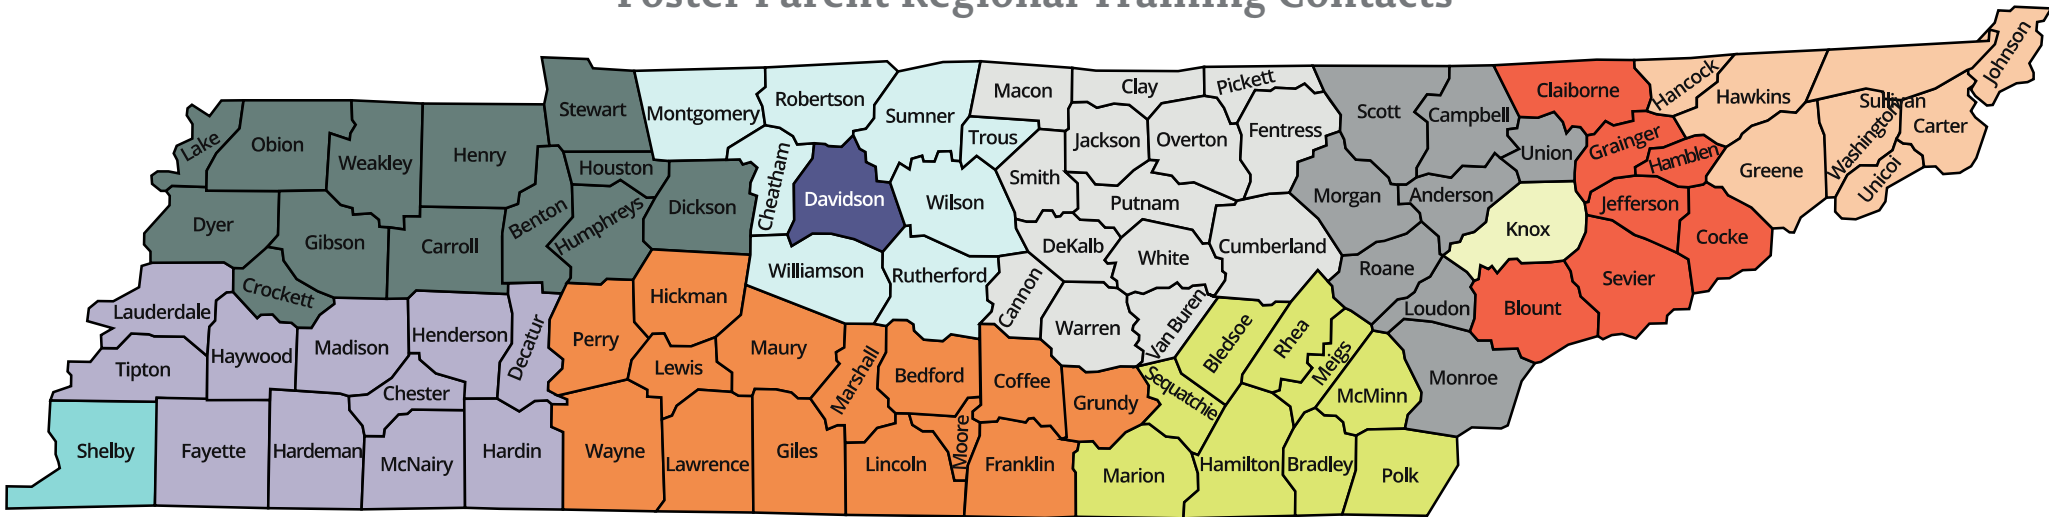 Foster Parent Regional Training Contacts
Lake
Obion
Weakley
Henry
Stewart
Montgomery
Robertson
Sumner
Trous
Macon
Clay
Pickett
Scott
Campbell
Claiborne
Hancock
Hawkins
Sullivan
Johnson
Houston
Cheatham
Jackson
Overton
Fentress
Union
Grainger
Hamblen
Greene
Washington
Carter
Unicoi
Dyer
Gibson
Carroll
Benton
Humphreys
Dickson
Davidson
Wilson
Smith
Putnam
Morgan
Anderson
Knox
Jefferson
Cocke
Crockett
Williamson
Rutherford
DeKalb
White
Cumberland
Roane
Loudon
Blount
Sevier
Lauderdale
Haywood
Madison
Henderson
Decatur
Perry
Hickman
Lewis
Maury
Marshall
Bedford
Cannon
Coffee
Warren
Van Buren
Bledsoe
Rhea
Meigs
McMinn
Monroe
Tipton
Chester
Grundy
Sequatchie
Shelby
Fayette
Hardeman
McNairy
Hardin
Wayne
Lawrence
Giles
Lincoln
Moore
Franklin
Marion
Hamilton
Bradley
Polk